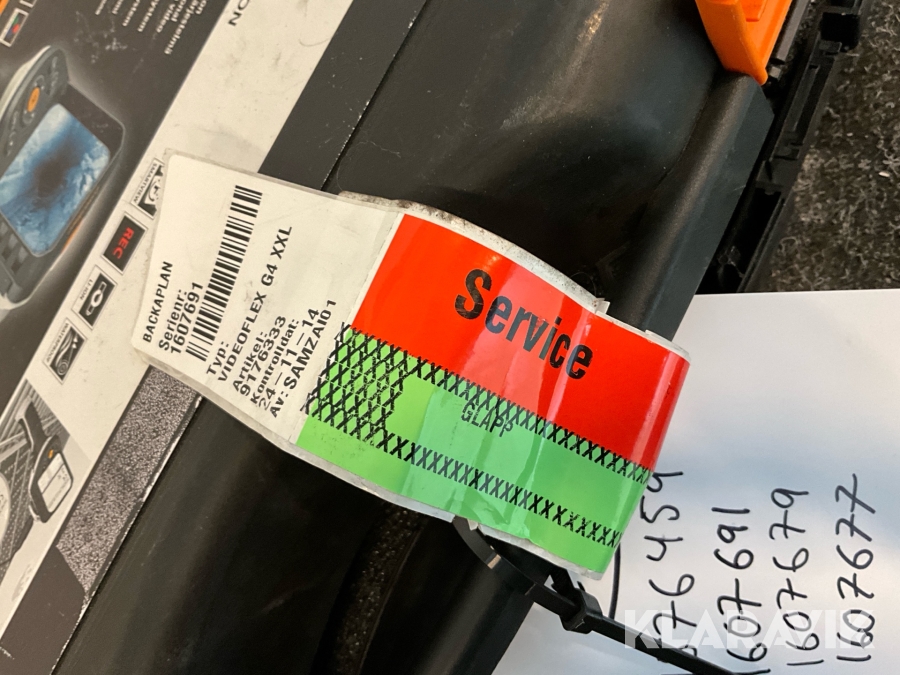 BACKAPLAN
Serienr:
1607691
Typ:
VIDEOFLEX G4 XXL
Artikel:
9176333
Kontrolldat:
24-11-14
Av: SAMZAI01
Service
GLAPP
REC
1607691
1607679
1607677
KLARAVIK